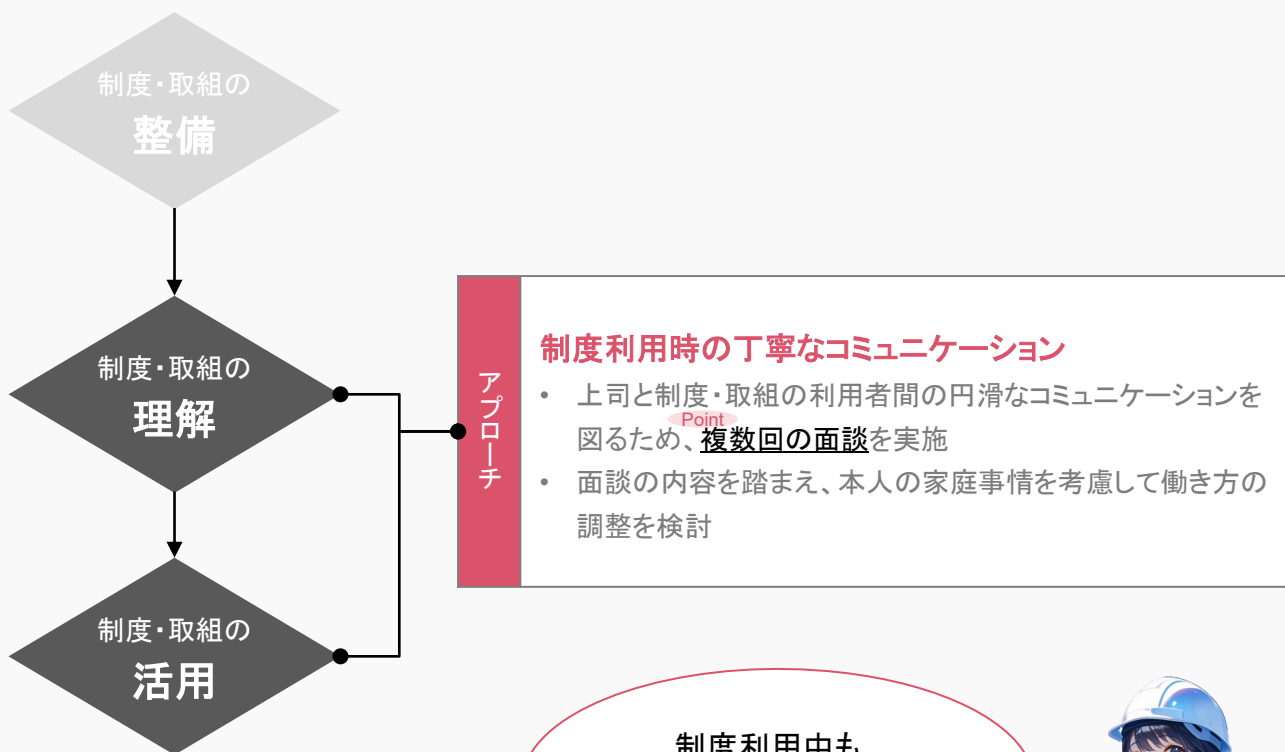 制度・取組の
整備
制度・取組の
理解
制度・取組の
活用
アプローチ
制度利用時の丁寧なコミュニケーション
• 上司と制度・取組の利用者間の円滑なコミュニケーションを
Point
図るため、複数回の面談を実施
• 面談の内容を踏まえ、本人の家庭事情を考慮して働き方の
調整を検討
制度利用中も